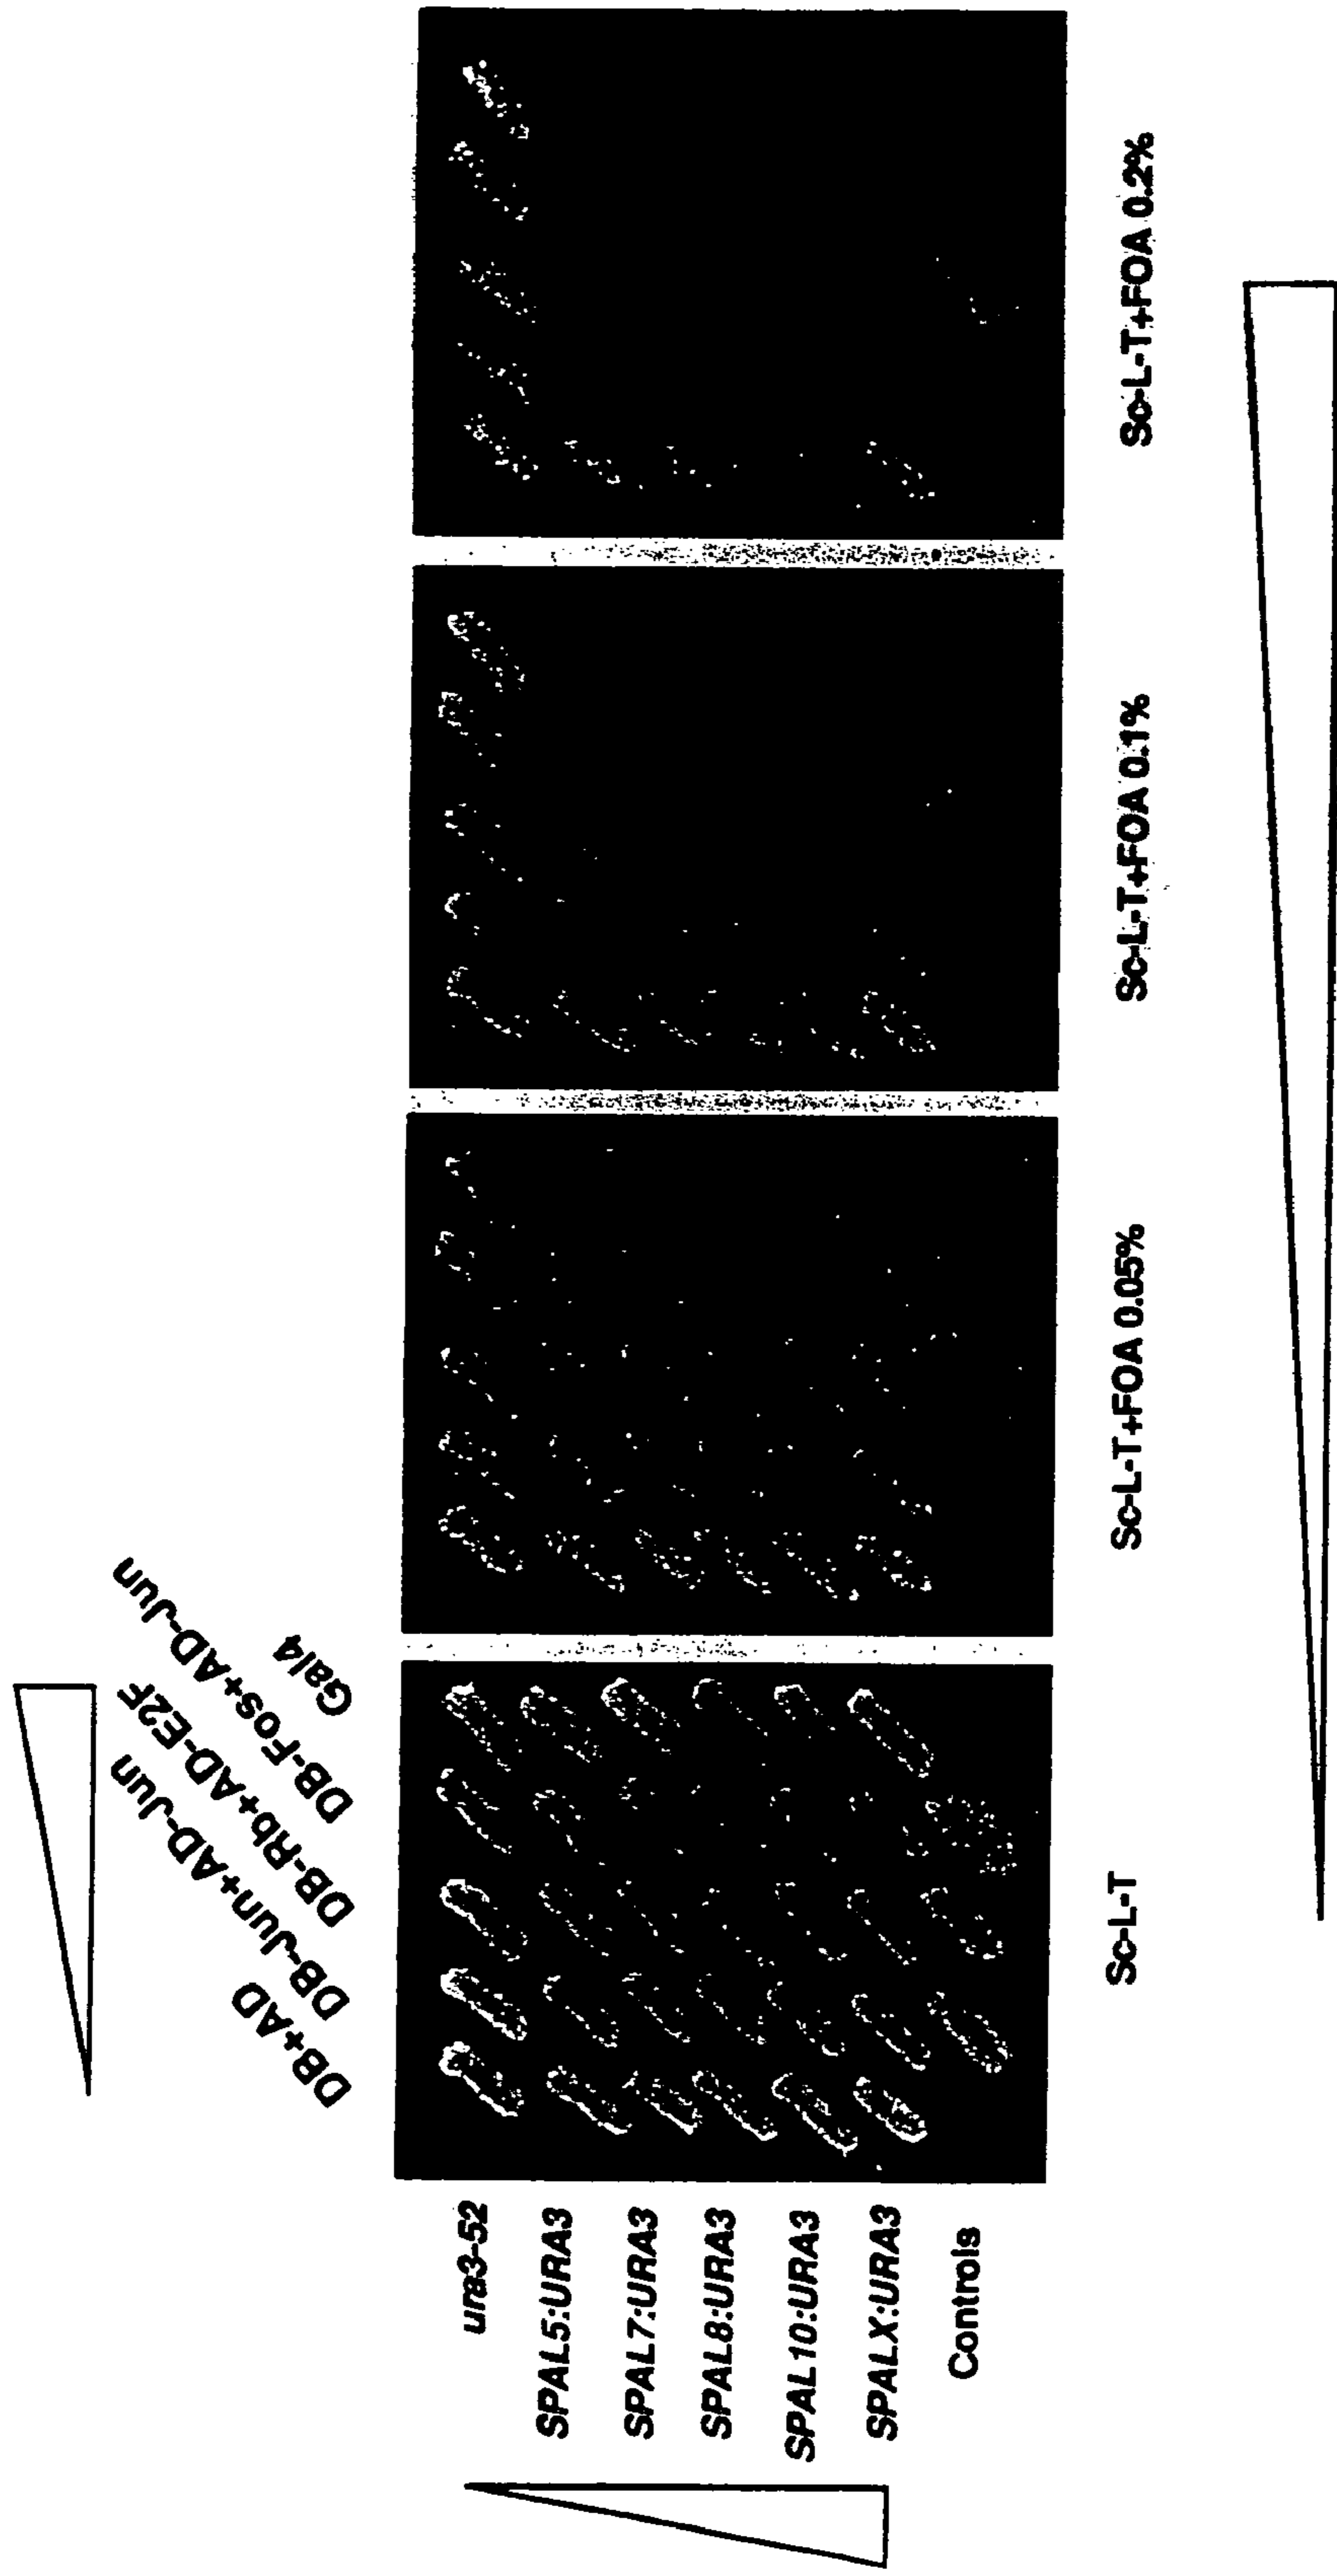 DB+AD
DB-Jun+AD-Jun
DB-Rb+AD-E2F
DB-Fos+AD-Jun
Gal4
ura3-52
SPAL5:URA3
SPAL7:URA3
SPAL8:URA3
SPAL10:URA3
SPALX:URA3
Controls
Sc-L-T
Sc-L-T+FOA 0.05%
Sc-L-T+FOA 0.1%
Sc-L-T+FOA 0.2%